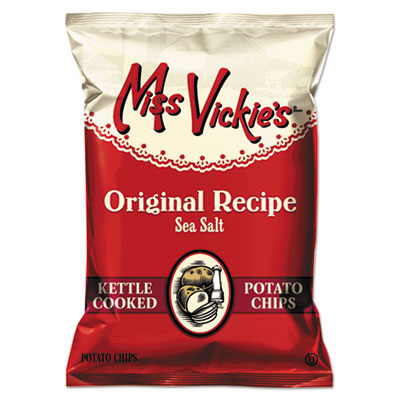 Miss Vickie's
Original Recipe
Sea Salt
KETTLE COOKED
POTATO CHIPS
POTATO CHIPS
U